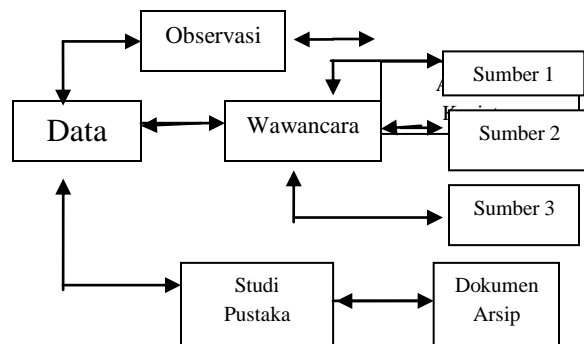 Observasi
Sumber 1
Data
Wawancara
Sumber 2
Sumber 3
Studi
Pustaka
Dokumen
Arsip